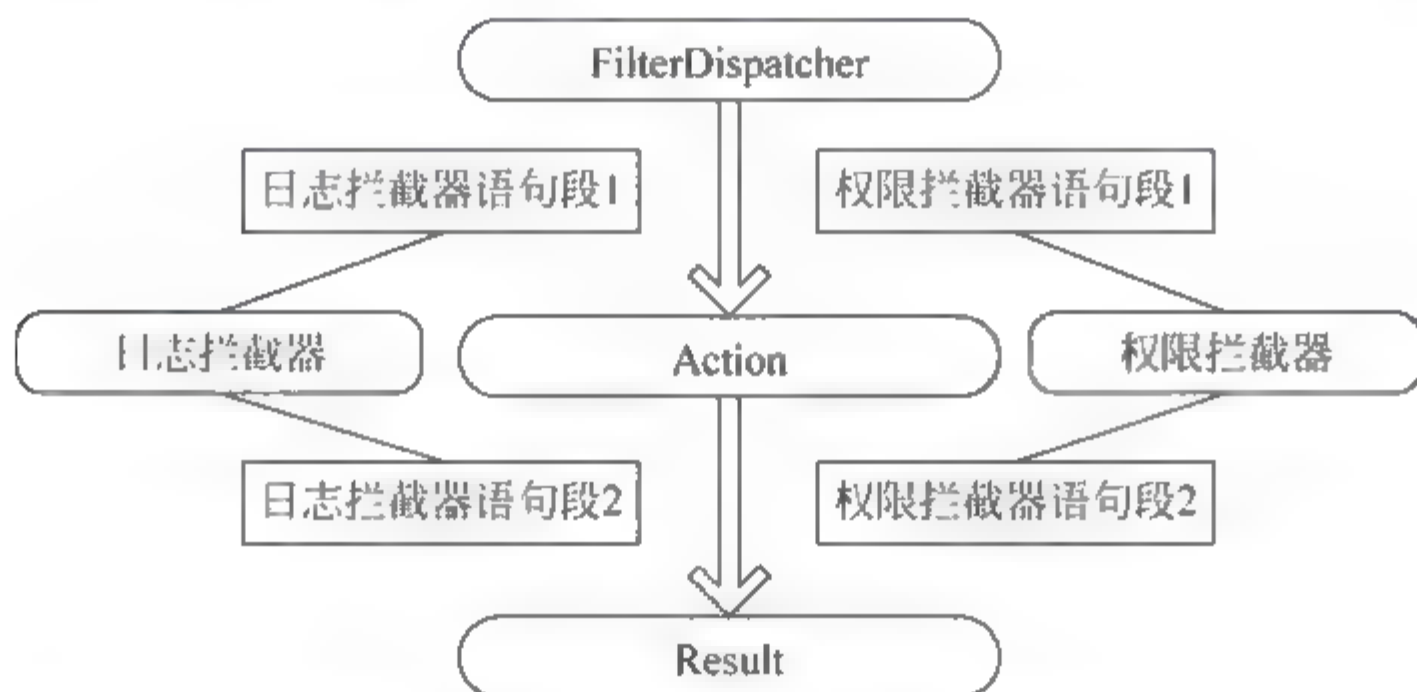 FilterDispatcher
日志拦截器语句段1
权限拦截器语句段1
日志拦截器
Action
权限拦截器
日志拦截器语句段2
权限拦截器语句段2
Result